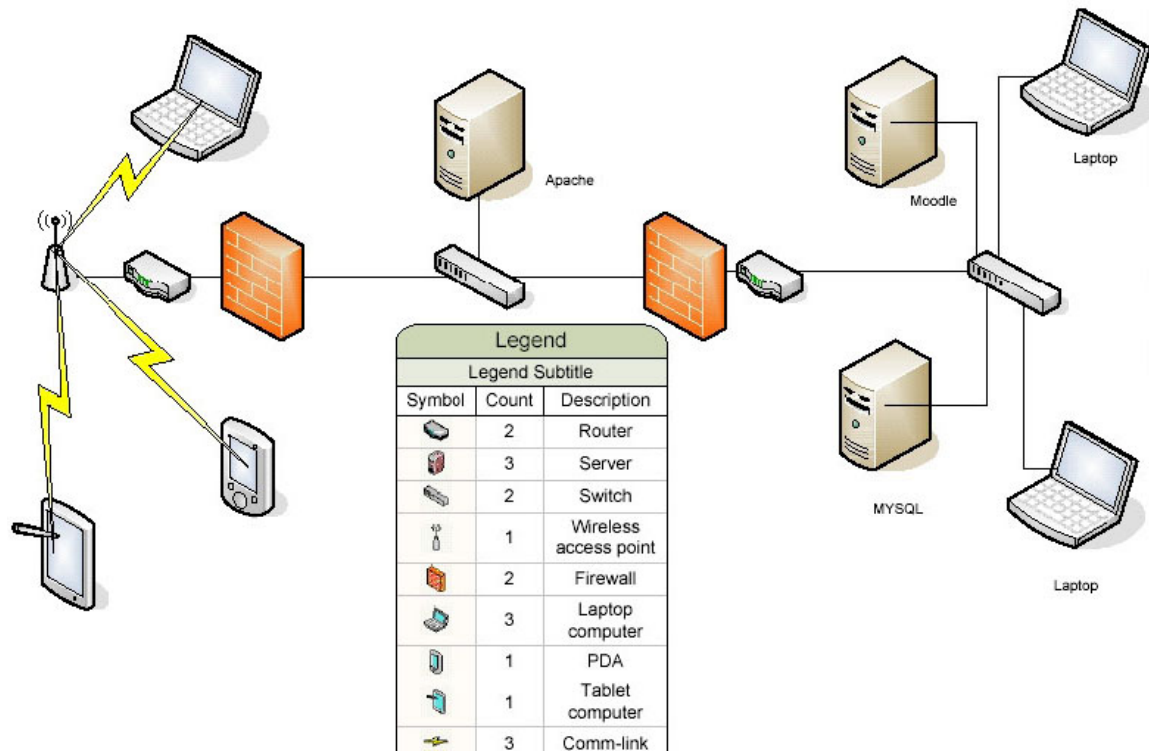 Apache
Moodle
Laptop
MYSQL
Laptop
Legend
Legend Subtitle
Symbol Count Description
2 Router
3 Server
2 Switch
1 Wireless
access point
2 Firewall
3 Laptop
computer
1 PDA
1 Tablet
computer
3 Comm-link